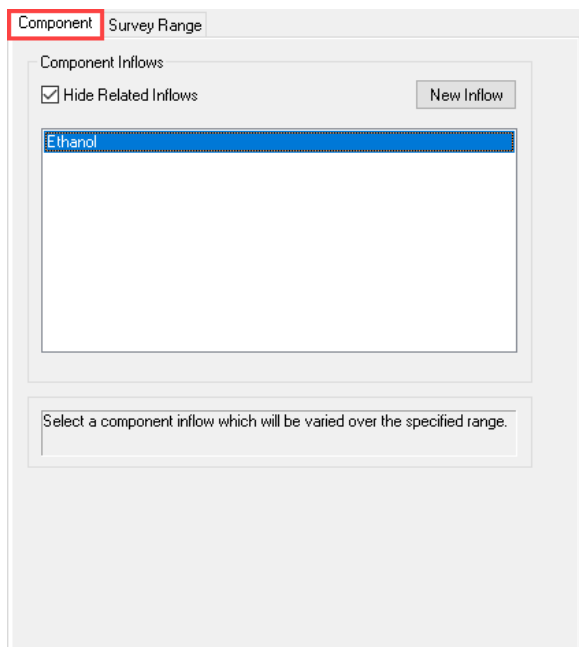 Component
Survey Range
Component Inflows
Hide Related Inflows
New Inflow
Ethanol
Select a component inflow which will be varied over the specified range.